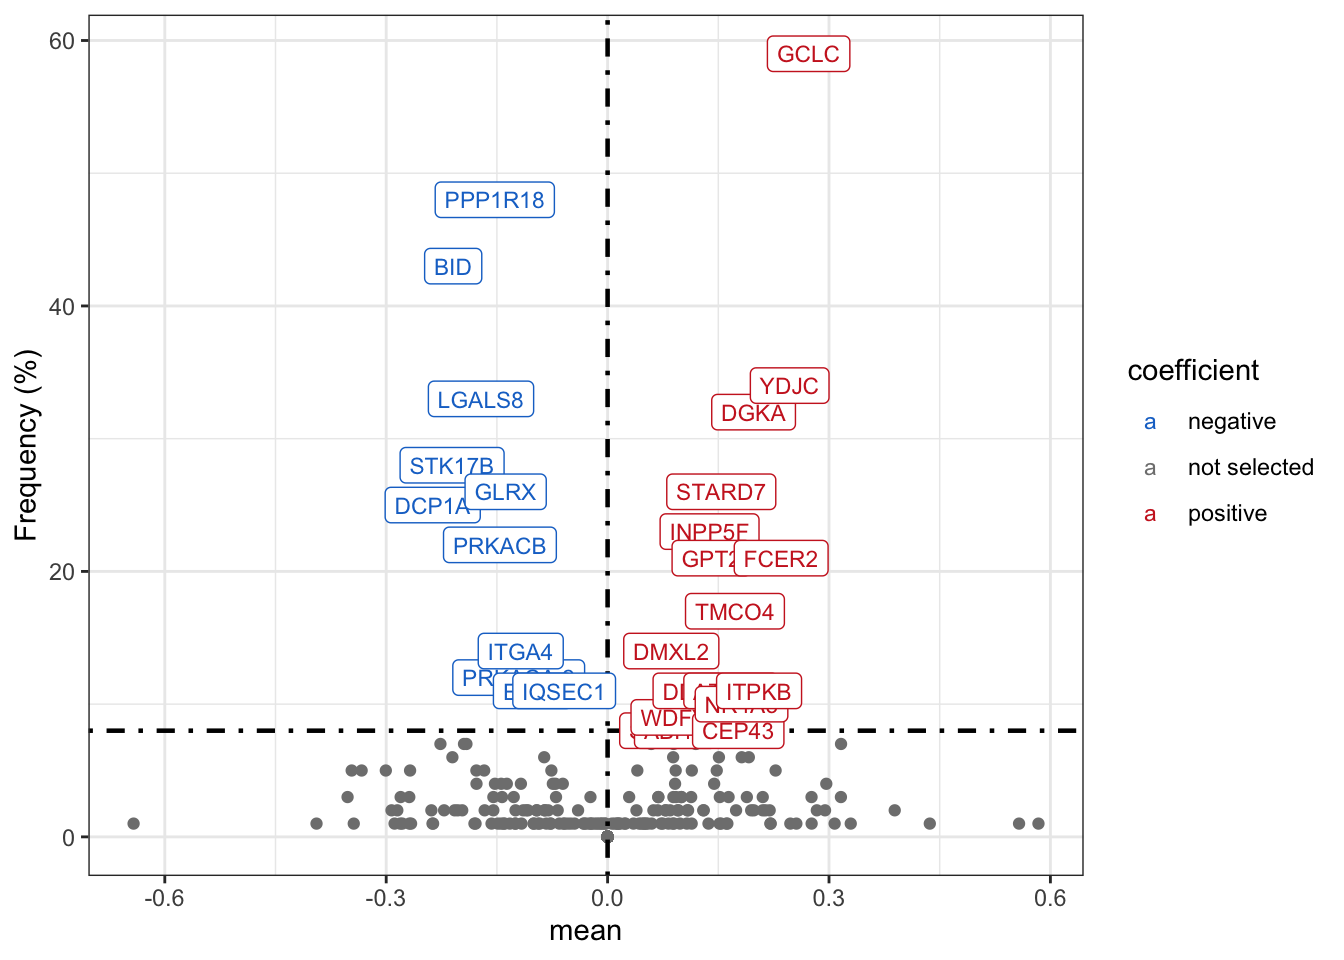 60
GCLC
PPP1R18
BID
40
YDJC
LGALS8
DGKA
STK17B
GLRX
STARD7
DCP1A
INPP5F
PRKACB
GPT2
FCER2
20
TMCO4
ITGA4
DMXL2
IQSEC1
ITPKB
CEP43
0
-0.6
-0.3
0.0
0.3
0.6
mean
Frequency (%)
coefficient
a negative
a not selected
a positive